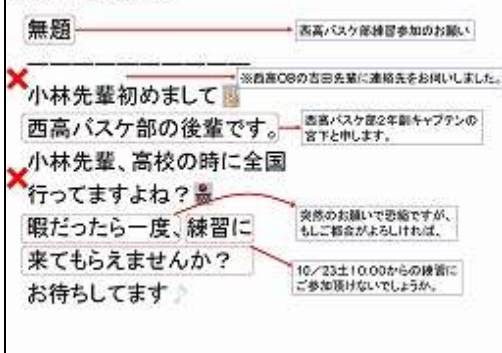 無題
西高バスケ部練習参加のお願い
※西高OBの吉田先輩に連絡先をお伺いしました。
小林先輩初めまして
西高バスケ部の後輩です。
西高バスケ部2年副キャプテンの
宮下と申します。
小林先輩、高校の時に全国
行ってますよね?
暇だったら一度、練習に
突然のお願いで恐縮ですが、
もしご都合がよろしければ、
来てもらえませんか?
10/23土10:00からの練習に
ご参加頂けないでしょうか。
お待ちしてます♪